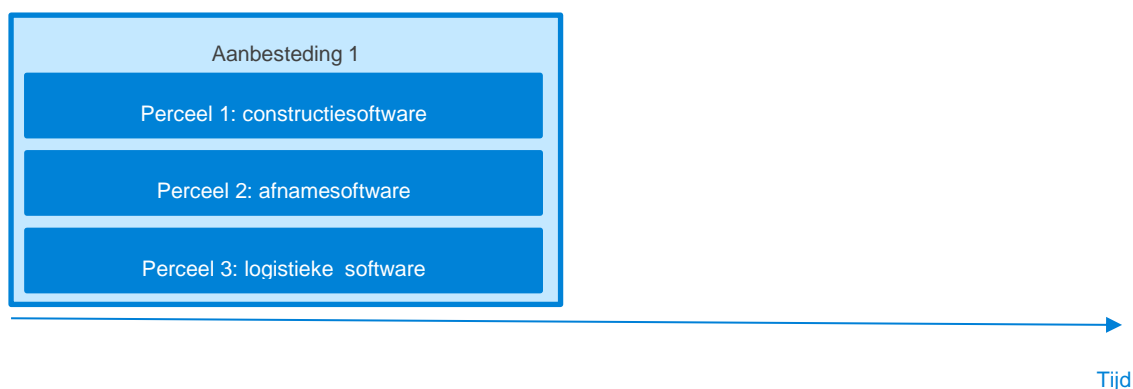 Aanbesteding 1
Perceel 1: constructiesoftware
Perceel 2: afnamesoftware
Perceel 3: logistieke  software
Tijd